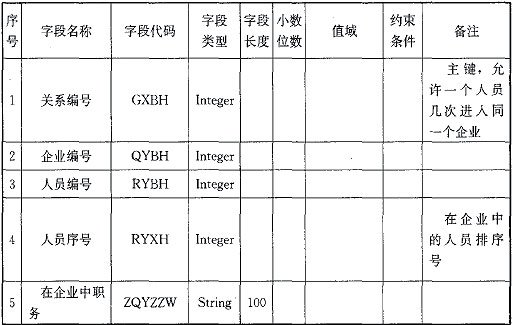 序号 字段名称 字段代码 字段类型 字段长度 小数位数 值域 约束条件 备注
1 关系编号 GXBH Integer 主键，允许一个人员几次进入同一个企业
2 企业编号 QYBH Integer
3 人员编号 RYBH Integer
4 人员序号 RYXH Integer 在企业中的人员排序号
5 在企业中职务 ZQYZZW String 100